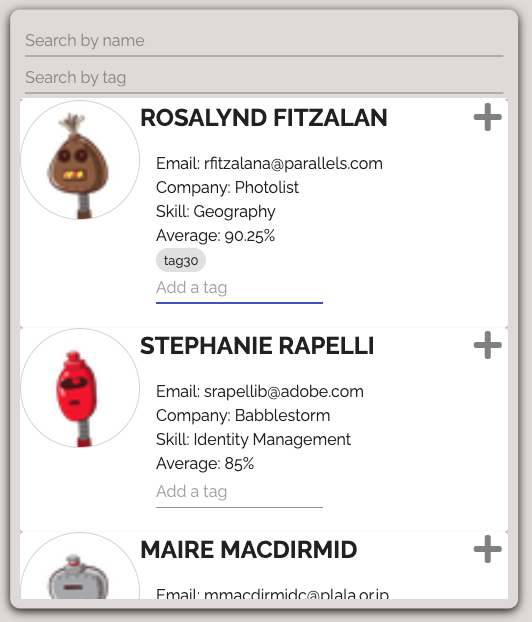 Search by name
Search by tag
ROSALYND FITZALAN
Email: rfitzalana@parallels.com
Company: Photolist
Skill: Geography
Average: 90.25%
tag30
Add a tag
STEPHANIE RAPELLI
Email: srapellib@adobe.com
Company: Babblestorm
Skill: Identity Management
Average: 85%
Add a tag
MAIRE MACDIRMID
Email: mmacdirmidc@plala.or.jp